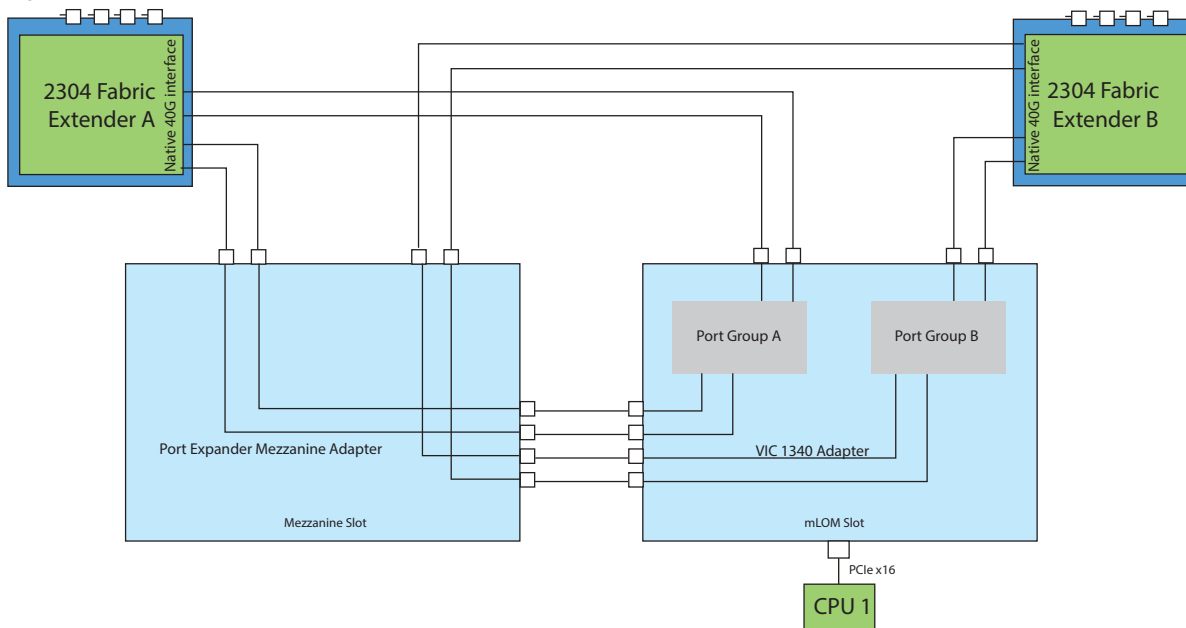 2304 Fabric
Extender A
Native 40G interface
Native 40G interface
2304 Fabric
Extender B
Port Group A
Port Group B
Port Expander Mezzanine Adapter
VIC 1340 Adapter
Mezzanine Slot
mLOM Slot
PCIe x16
CPU 1